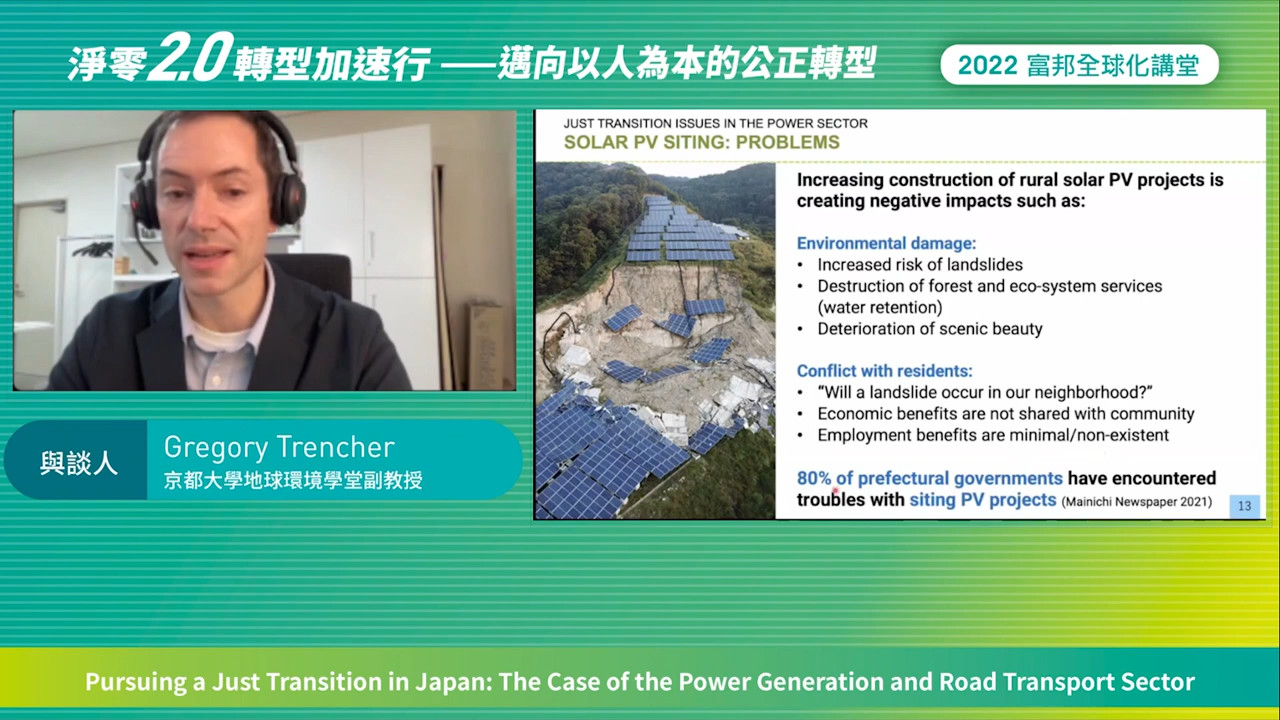 淨零2.0轉型加速行——邁向以人為本的公正轉型
2022 富邦全球化講堂
JUST TRANSITION ISSUES IN THE POWER SECTOR
SOLAR PV SITING: PROBLEMS
Increasing construction of rural solar PV projects is
creating negative impacts such as:
Environmental damage:
• Increased risk of landslides
• Destruction of forest and eco-system services
(water retention)
• Deterioration of scenic beauty
Conflict with residents:
• “Will a landslide occur in our neighborhood?”
• Economic benefits are not shared with community
• Employment benefits are minimal/non-existent
80% of prefectural governments have encountered
troubles with siting PV projects (Mainichi Newspaper 2021)
13
與談人
Gregory Trencher
京都大學地球環境學堂副教授
Pursuing a Just Transition in Japan: The Case of the Power Generation and Road Transport Sector